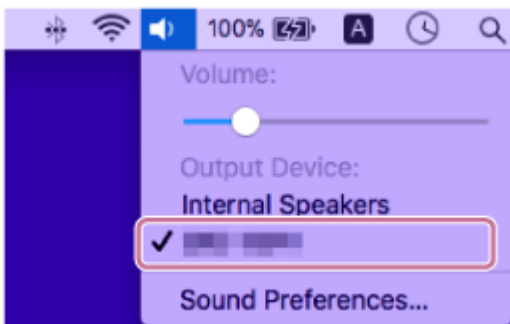 100% A
Volume:
Output Device:
Internal Speakers
Sound Preferences...